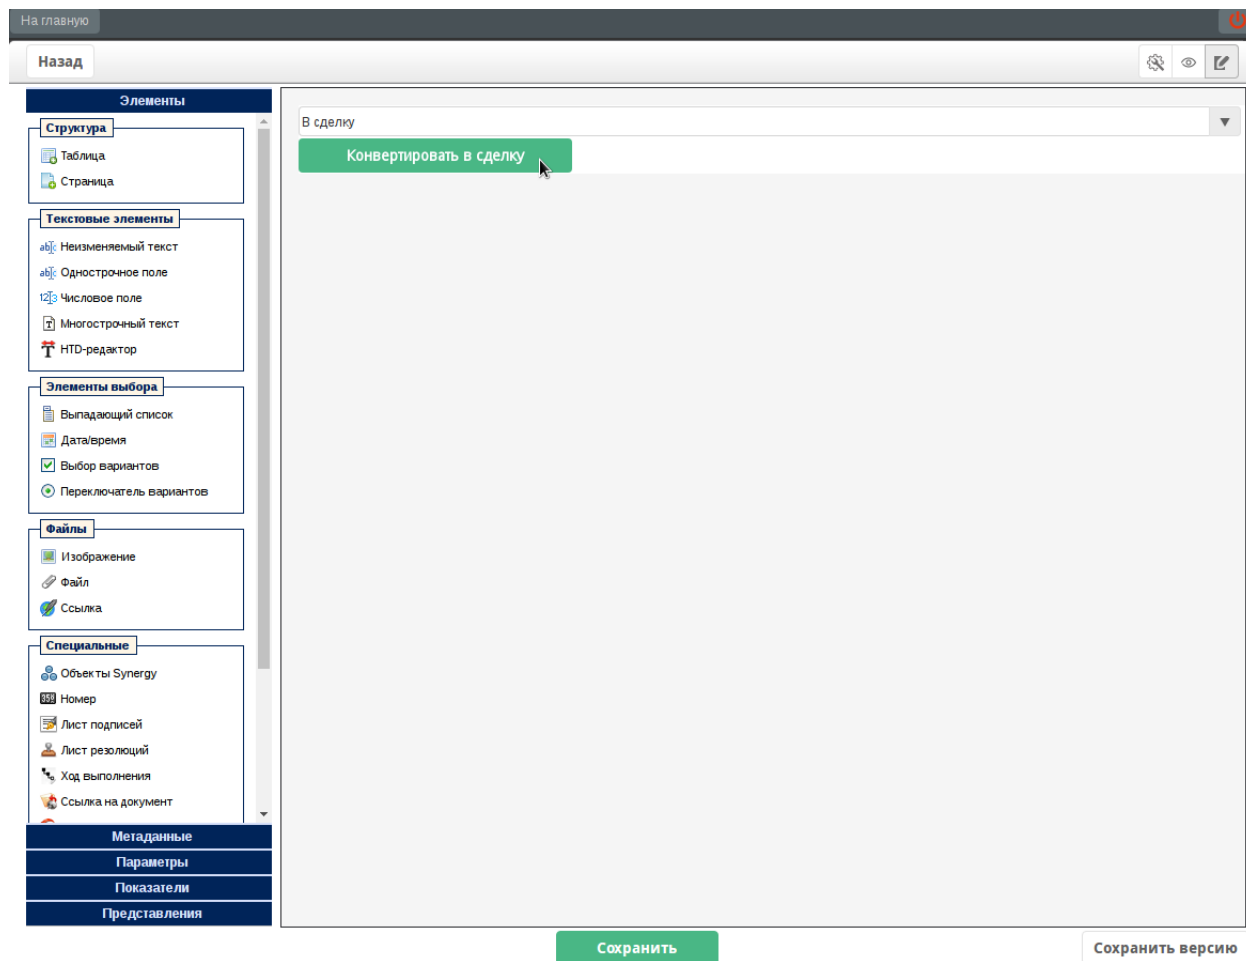 На главную
Назад
Элементы
Структура
Таблица
Страница
Текстовые элементы
Неизменяемый текст
Однострочное поле
Числовое поле
Многострочный текст
HTD-редактор
Элементы выбора
Выпадающий список
Дата/время
Выбор вариантов
Переключатель вариантов
Файлы
Изображение
Файл
Ссылка
Специальные
Объекты Synergy
Номер
Лист подписей
Лист резолюций
Ход выполнения
Ссылка на документ
Метаданные
Параметры
Показатели
Представления
В сделку
Конвертировать в сделку
Сохранить
Сохранить версию